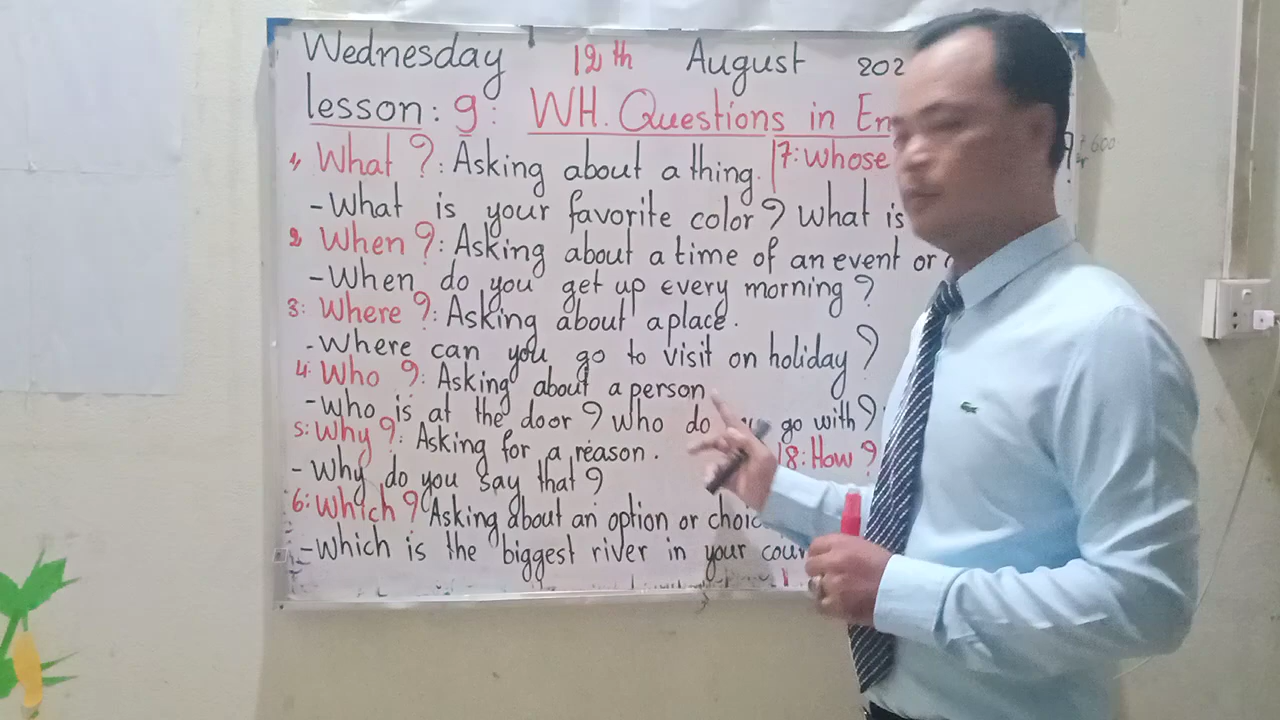 Wednesday 12th August 202
lesson: 9: WH. Questions in En
1, What ?: Asking about a thing. 7: whose
- What is your favorite color? What is
2, When ?: Asking about a time of an event or
- When do you get up every morning?
3: Where ?: Asking about a place.
- Where can you go to visit on holiday?
4: Who ?: Asking about a person
- Who is at the door? Who do go with?
5: Why ?: Asking for a reason. 18: How?
- Why do you say that?
6: Which? Asking about an option or choic
- Which is the biggest river in your coun